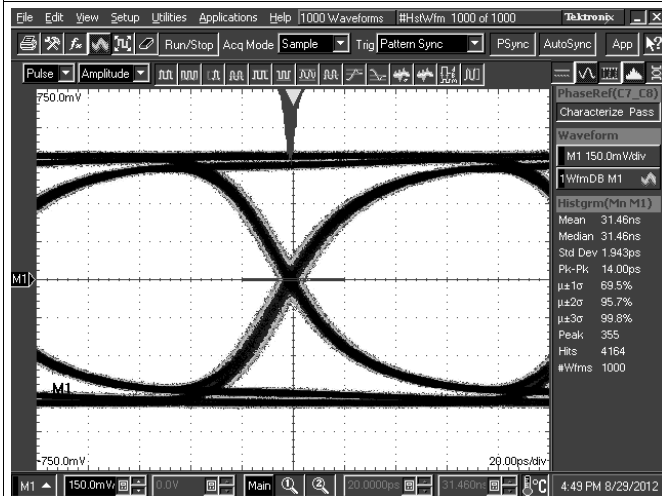 File Edit View Setup Utilities Applications Help 1000 Waveforms #HstWfm 1000 of 1000 Tektronix
Run/Stop Acq Mode Sample Trig Pattern Sync PSync AutoSync App
Pulse Amplitude
750.0mV
PhaseRef(C7_C8)
Characterize Pass
Waveform
M1 150.0mV/div
1WfmDB M1
Histgrm(Mn M1)
Mean 31.46ns
Median 31.46ns
Std Dev 1.943ps
Pk-Pk 14.00ps
µ±1σ 69.5%
µ±2σ 95.7%
µ±3σ 99.8%
Peak 355
Hits 4164
#Wfms 1000
M1
M1
-750.0mV
20.00ps/div
M1 150.0mV/ 0.0V Main 20.0000ps 31.460ns °C 4:49 PM 8/29/2012